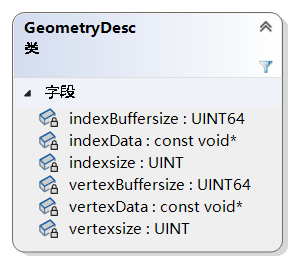 GeometryDesc
类
字段
indexBuffersize : UINT64
indexData : const void*
indexsize : UINT
vertexBuffersize : UINT64
vertexData : const void*
vertexsize : UINT